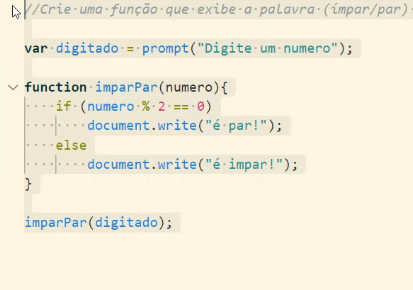 //Crie uma função que exibe a palavra (ímpar/par)
var digitado = prompt("Digite um numero");
function imparPar(numero){
if (numero % 2 == 0)
document.write("é par!");
else
document.write("é impar!");
}
imparPar(digitado);